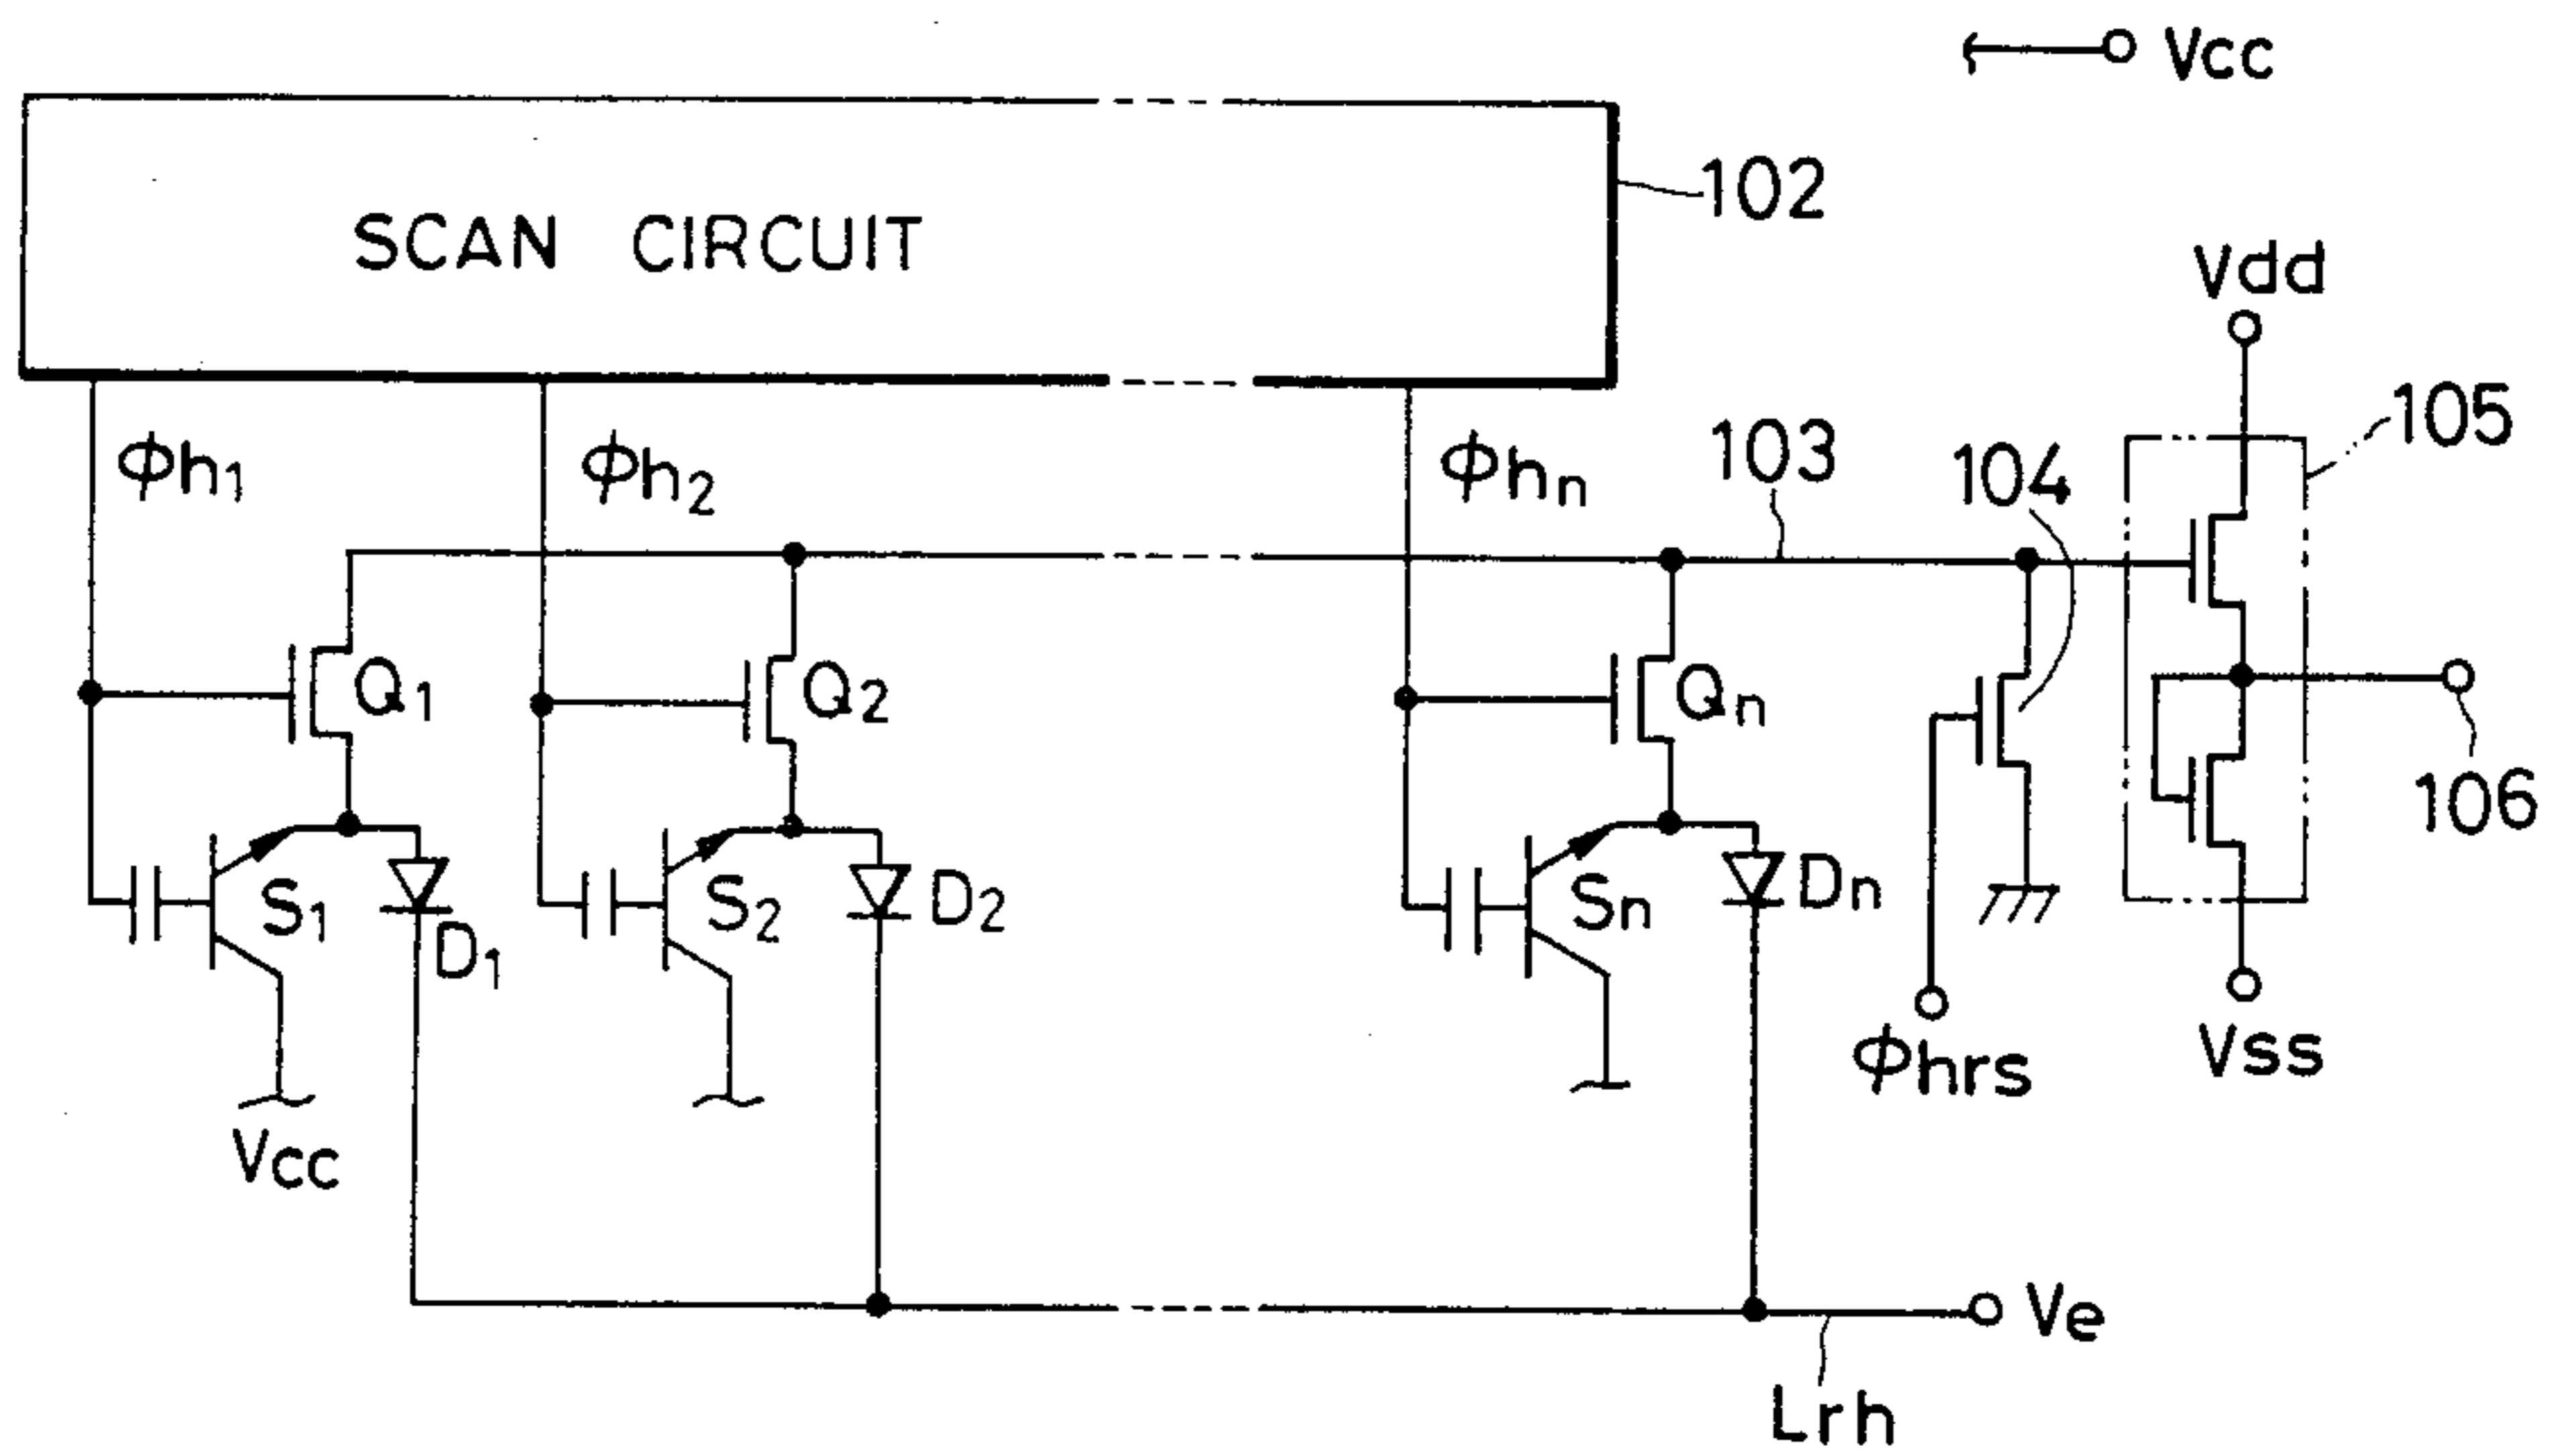 Vcc
102
SCAN CIRCUIT
Vdd
105
ϕh1
ϕh2
ϕhn
103
104
Q1
Q2
Qn
106
S1
D1
S2
D2
Sn
Dn
ϕhrs
Vss
Vcc
Ve
Lrh